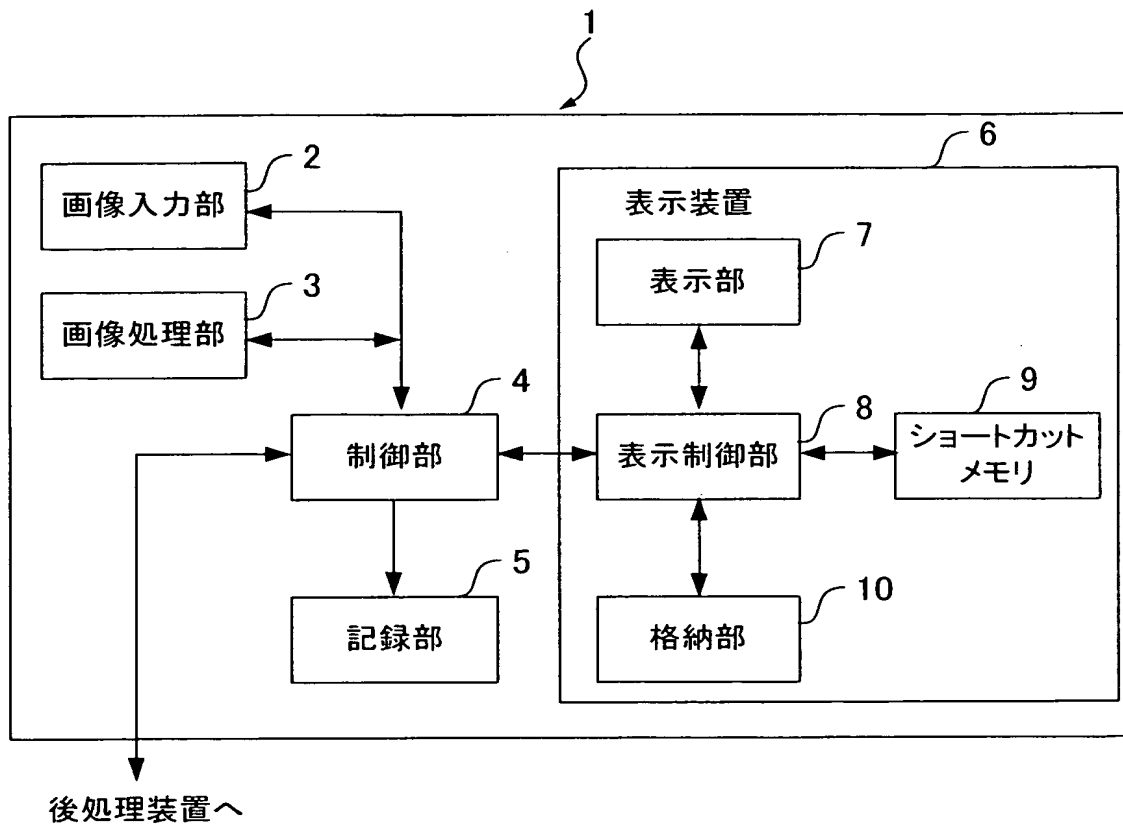 1
6
2
画像入力部
表示装置
7
表示部
3
画像処理部
4
制御部
8
表示制御部
9
ショートカット
メモリ
5
記録部
10
格納部
後処理装置へ